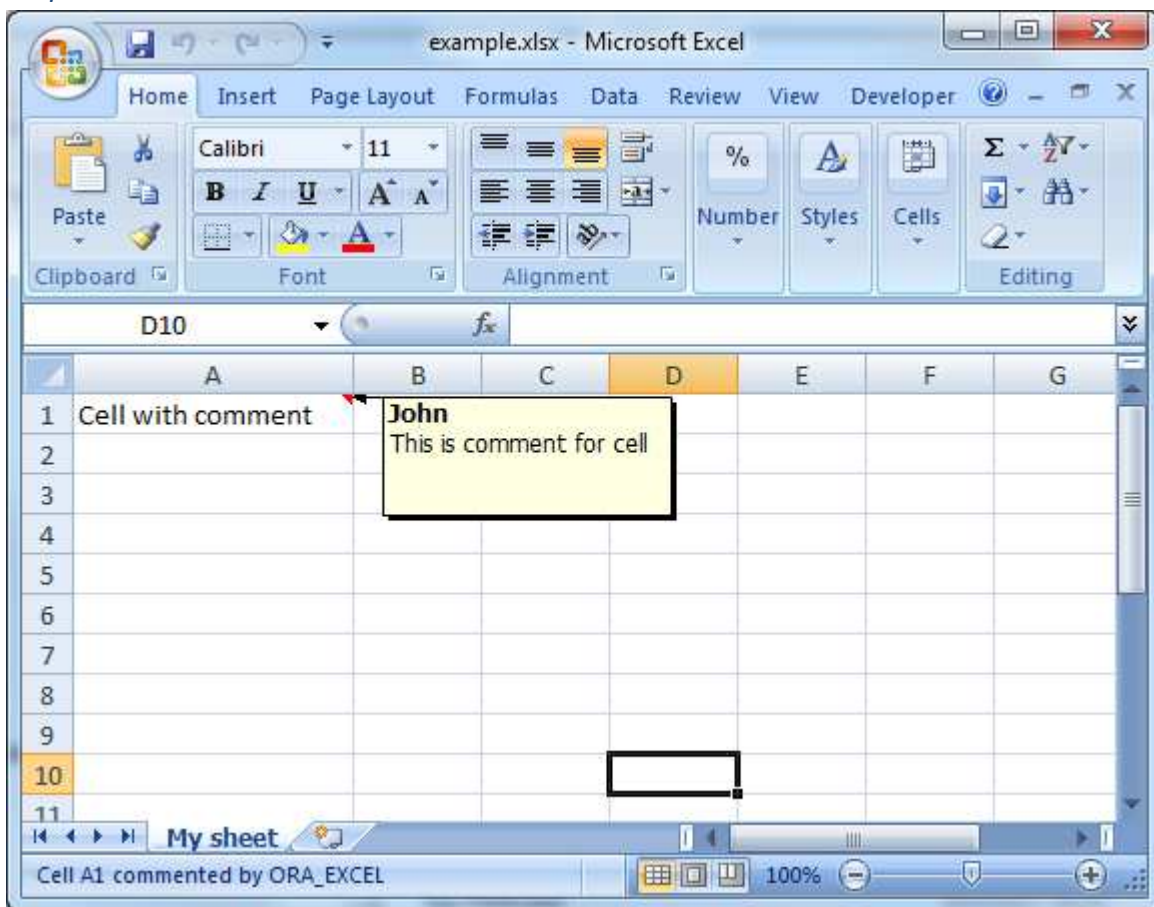 example.xlsx - Microsoft Excel
Home Insert Page Layout Formulas Data Review View Developer
Calibri 11
B I U A A
Paste
A
Number Styles Cells
Clipboard Font Alignment Editing
D10 fx
A B C D E F G
1 Cell with comment John
This is comment for cell
2
3
4
5
6
7
8
9
10
11
My sheet
Cell A1 commented by ORA_EXCEL 100%